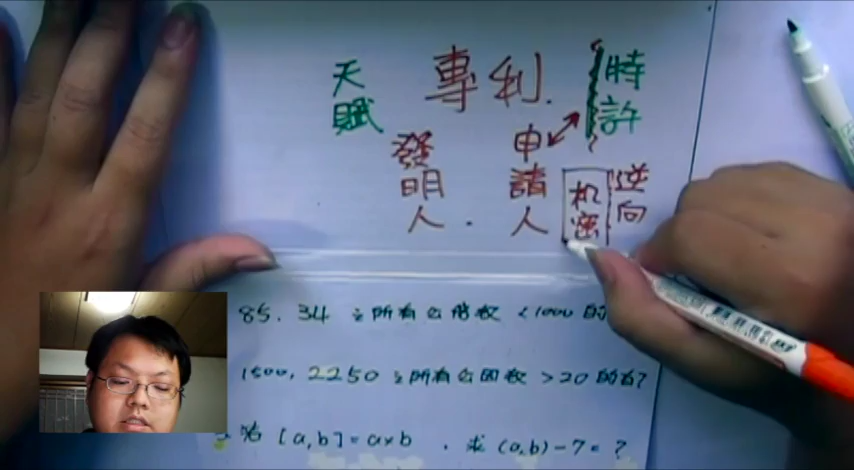 天賦 專利. 特許
發明人. 申請人 机密 逆向
85. 34 之所有公倍數 <1000 的
1500, 2250 之所有公因數 >20 的有?
若 [a,b]=a×b . 求 (a,b)-7=?